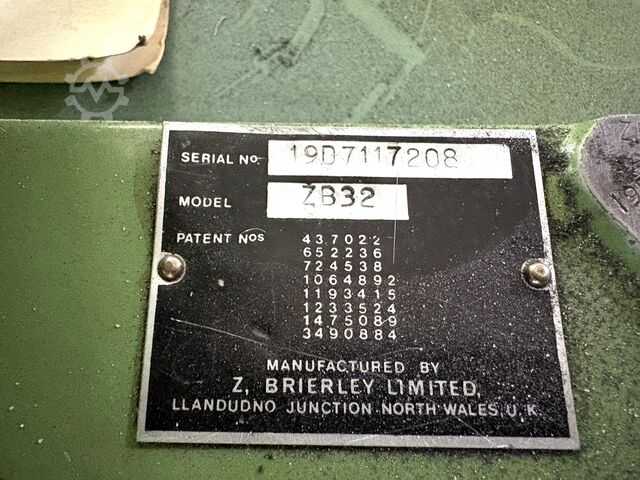 SERIAL NO 19D7117208
MODEL ZB32
PATENT NOS 437022
652236
724538
1064892
1193415
1233524
1475089
3490884
MANUFACTURED BY
Z. BRIERLEY LIMITED,
LLANDUDNO JUNCTION NORTH WALES, U.K.